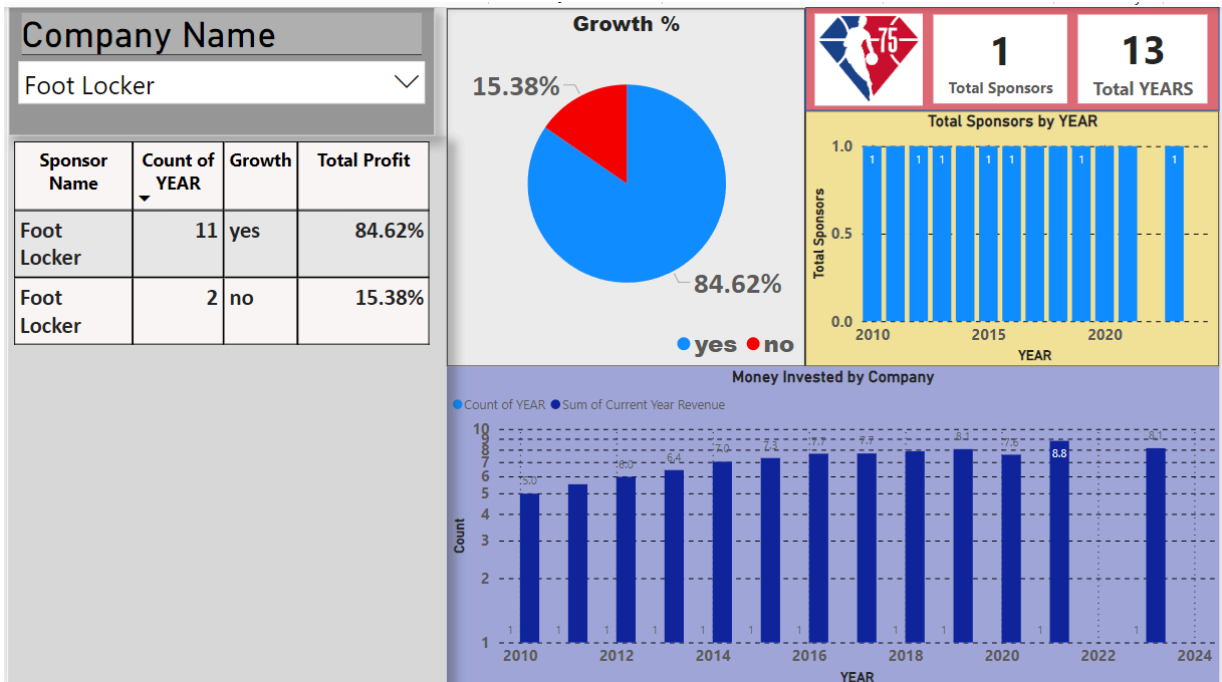 Company Name
Foot Locker
Sponsor Name
Count of YEAR
Growth
Total Profit
Foot Locker
11
yes
84.62%
Foot Locker
2
no
15.38%
Growth %
15.38%
84.62%
yes no
75
1
Total Sponsors
13
Total YEARS
Total Sponsors by YEAR
Total Sponsors
1.0
0.5
0.0
1 1 1 1 1 1 1
2010 2015 2020
YEAR
Money Invested by Company
Count of YEAR Sum of Current Year Revenue
Count
10
9
8
7
6
5
4
3
2
1
5.0 6.0 6.4 7.0 7.3 7.7 7.7 8.1 7.6 8.8 8.1
1 1 1 1 1 1 1 1 1 1 1
2010 2012 2014 2016 2018 2020 2022 2024
YEAR